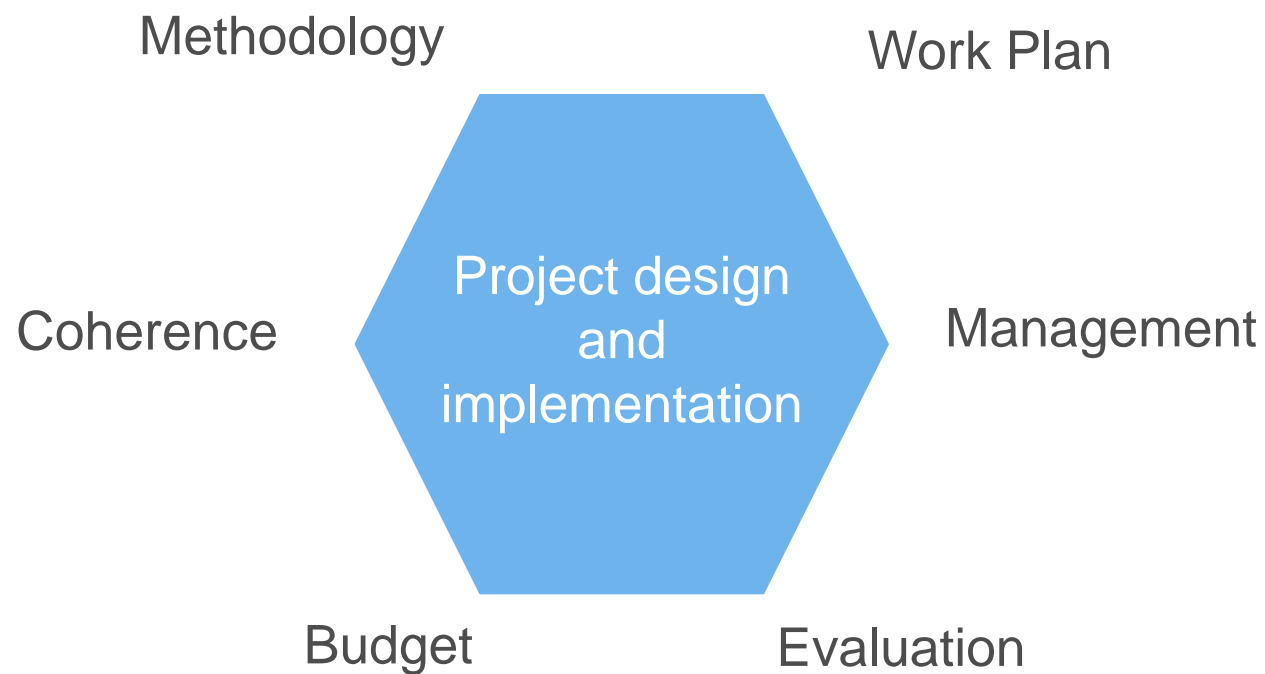 Methodology
Work Plan
Project design
and
implementation
Coherence
Management
Budget
Evaluation